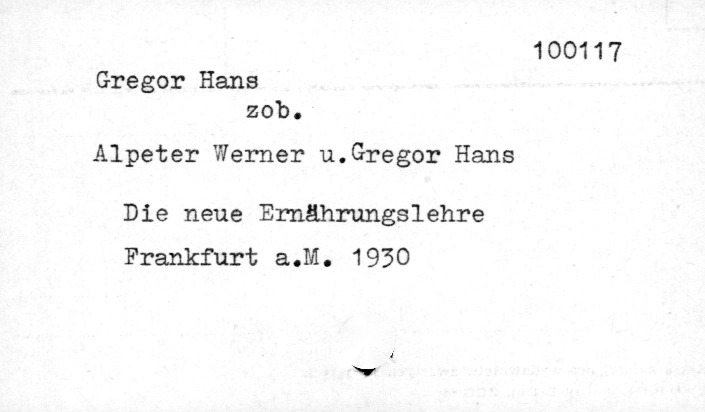 100117
Gregor Hans
zob.
Alpeter Werner u.Gregor Hans
Die neue Ernährungslehre
Frankfurt a.M. 1930